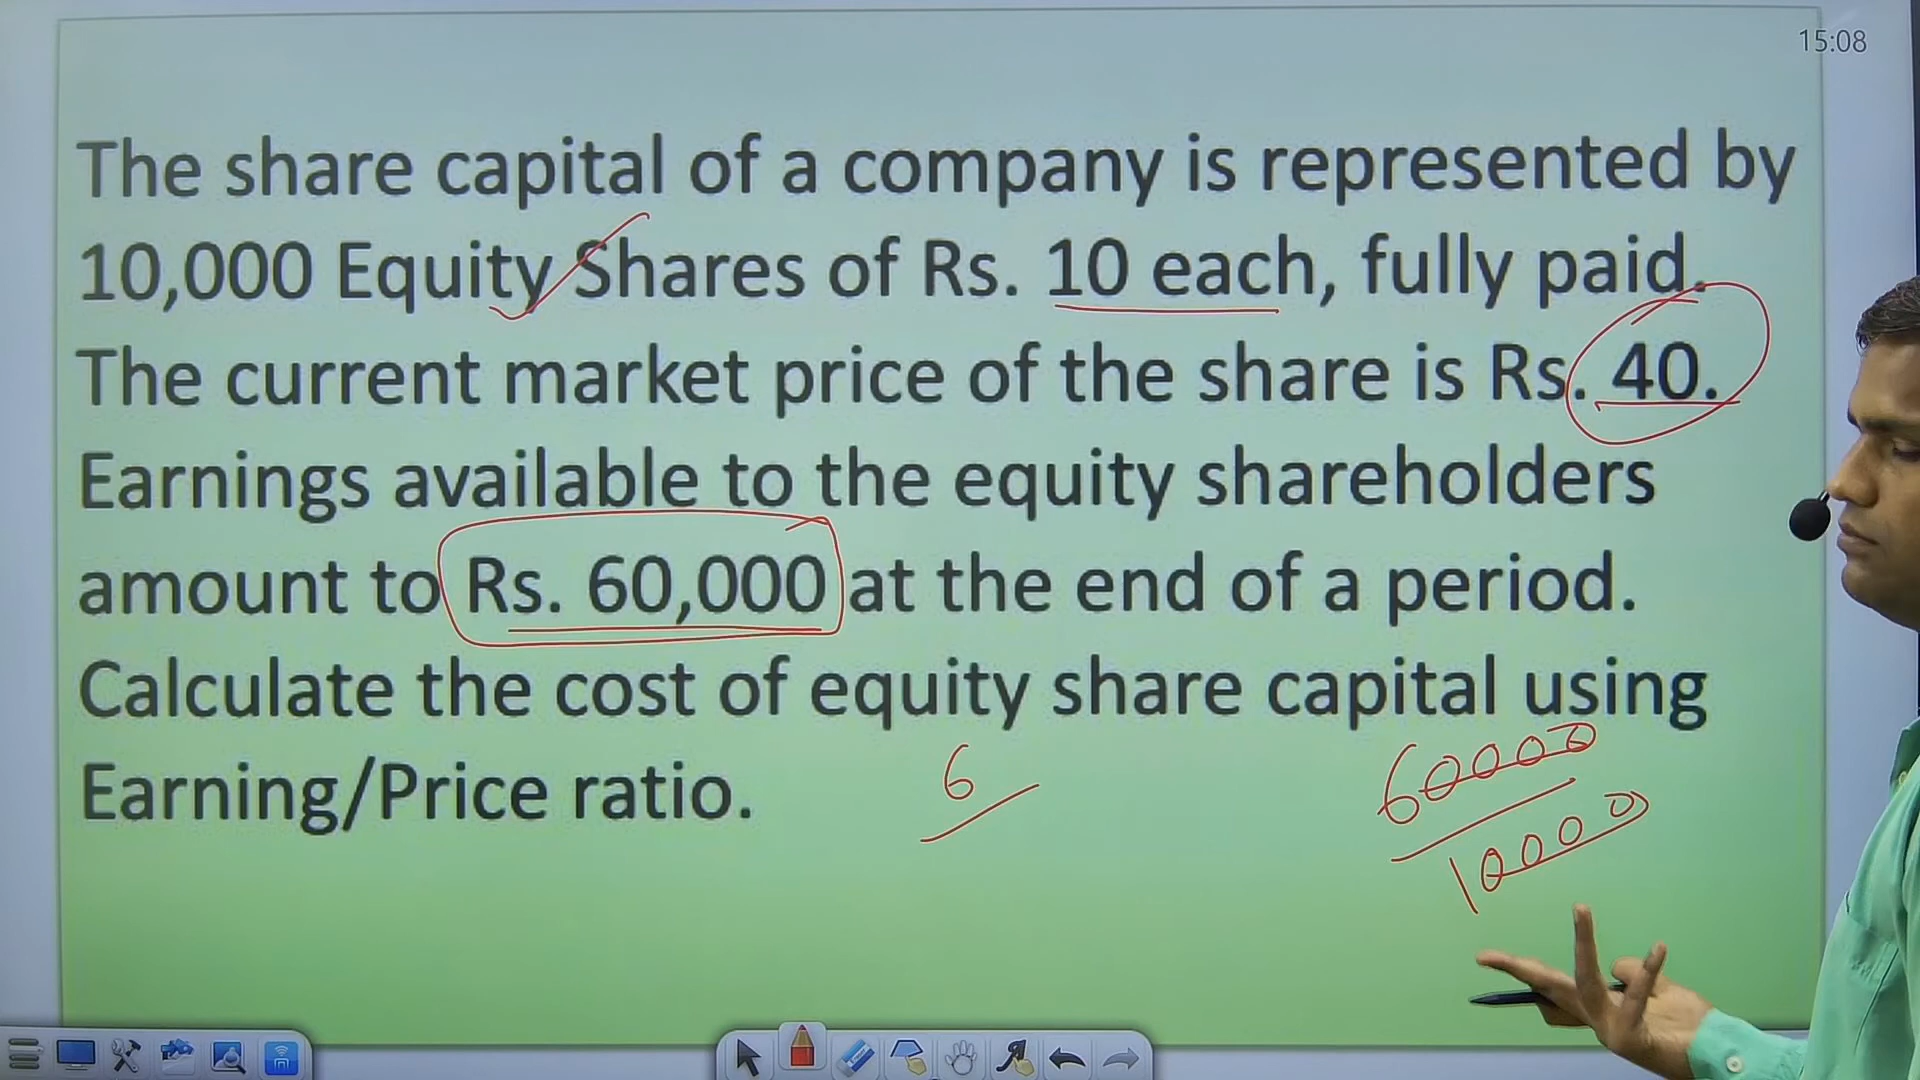 15:08
The share capital of a company is represented by
10,000 Equity Shares of Rs. 10 each, fully paid.
The current market price of the share is Rs. 40.
Earnings available to the equity shareholders
amount to Rs. 60,000 at the end of a period.
Calculate the cost of equity share capital using
Earning/Price ratio.
6
60000
10000